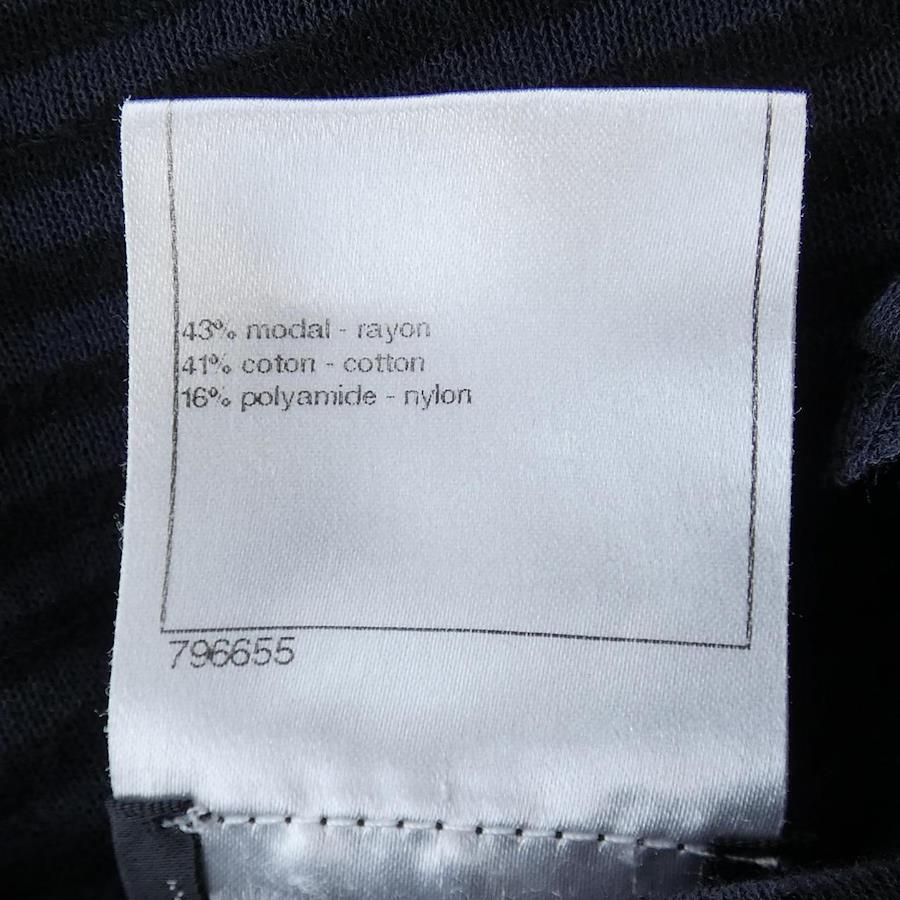 43% modal - rayon
41% coton - cotton
16% polyamide - nylon
796655